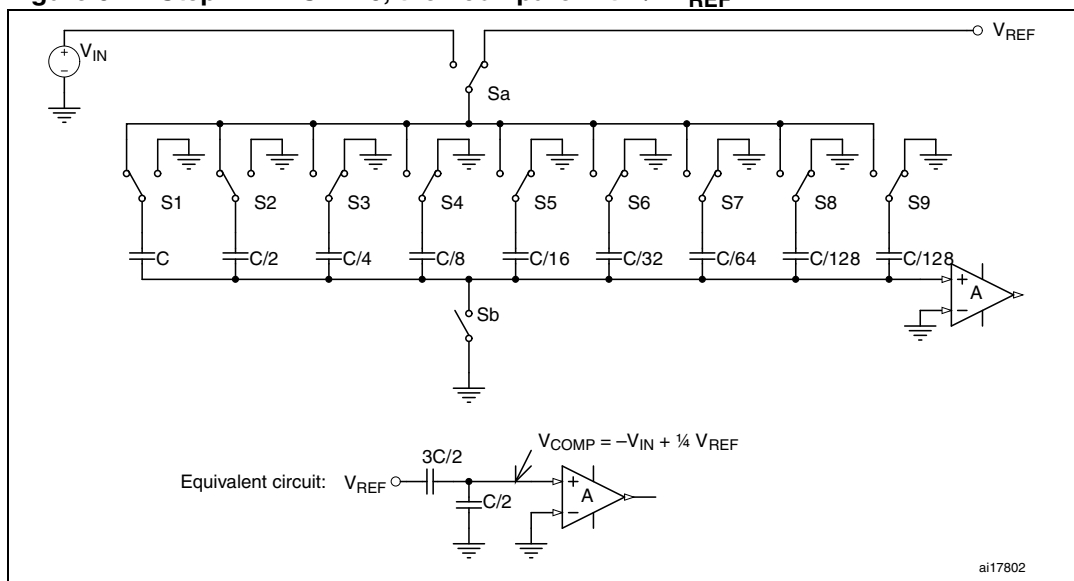 V_IN
V_REF
Sa
S1 S2 S3 S4 S5 S6 S7 S8 S9
C C/2 C/4 C/8 C/16 C/32 C/64 C/128 C/128
+ A
−
Sb
V_COMP = –V_IN + ¼ V_REF
3C/2
Equivalent circuit: V_REF
+ A
C/2
−
ai17802